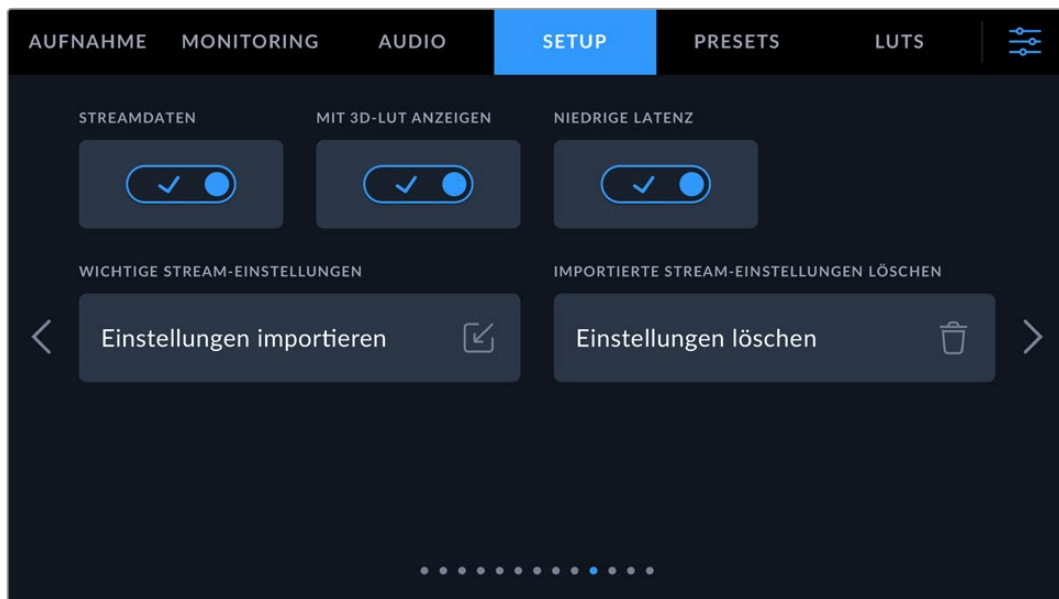 AUFNAHME MONITORING AUDIO SETUP PRESETS LUTS
STREAMDATEN MIT 3D-LUT ANZEIGEN NIEDRIGE LATENZ
WICHTIGE STREAM-EINSTELLUNGEN IMPORTIERTE STREAM-EINSTELLUNGEN LÖSCHEN
Einstellungen importieren Einstellungen löschen